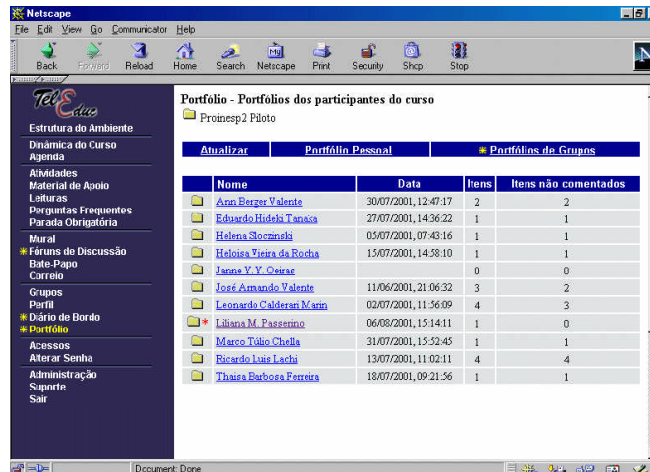 Netscape
File Edit View Go Communicator Help
Back Forward Reload Home Search Netscape Print Security Shop Stop
TelEduc
Estrutura do Ambiente
Dinâmica do Curso
Agenda
Atividades
Material de Apoio
Leituras
Perguntas Frequentes
Parada Obrigatória
Mural
Fóruns de Discussão
Bate-Papo
Correio
Grupos
Perfil
Diário de Bordo
Portfólio
Acessos
Alterar Senha
Administração
Suporte
Sair
Portfólio - Portfólios dos participantes do curso
Proinesp2 Piloto
Atualizar Portfólio Pessoal Portfólios de Grupos
Nome Data Itens Itens não comentados
Ann Berger Valente 30/07/2001, 12:47:17 2 2
Eduardo Hideki Tanaka 27/07/2001, 14:36:22 1 1
Helena Sloczinski 05/07/2001, 07:43:16 1 1
Heloisa Vieira da Rocha 15/07/2001, 14:58:10 1 1
Janne Y. Y. Oeiras 0 0
José Armando Valente 11/06/2001, 21:06:32 3 2
Leonardo Calderari Marin 02/07/2001, 11:56:09 4 3
* Liliana M. Passerino 06/08/2001, 15:14:11 1 0
Marco Túlio Chella 31/07/2001, 15:52:45 1 1
Ricardo Luis Lachi 13/07/2001, 11:02:11 4 4
Thaisa Barbosa Ferreira 18/07/2001, 09:21:56 1 1
Document: Done